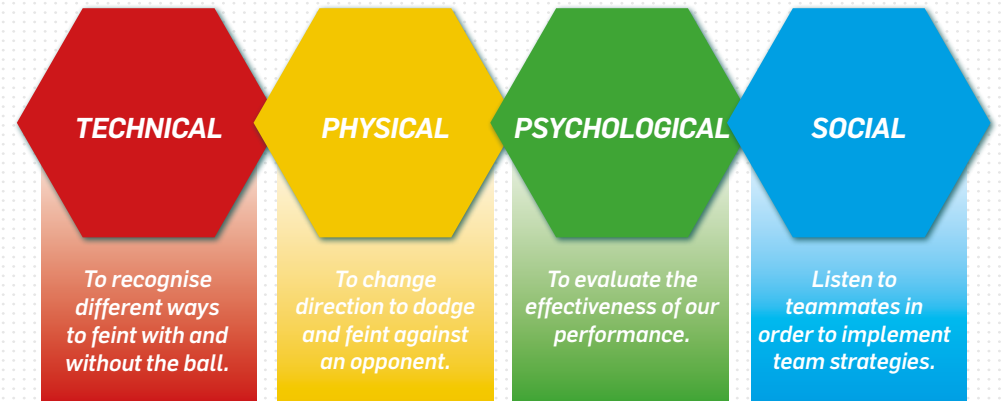 TECHNICAL
To recognise
different ways
to feint with and
without the ball.
PHYSICAL
To change
direction to dodge
and feint against
an opponent.
PSYCHOLOGICAL
To evaluate the
effectiveness of our
performance.
SOCIAL
Listen to
teammates in
order to implement
team strategies.